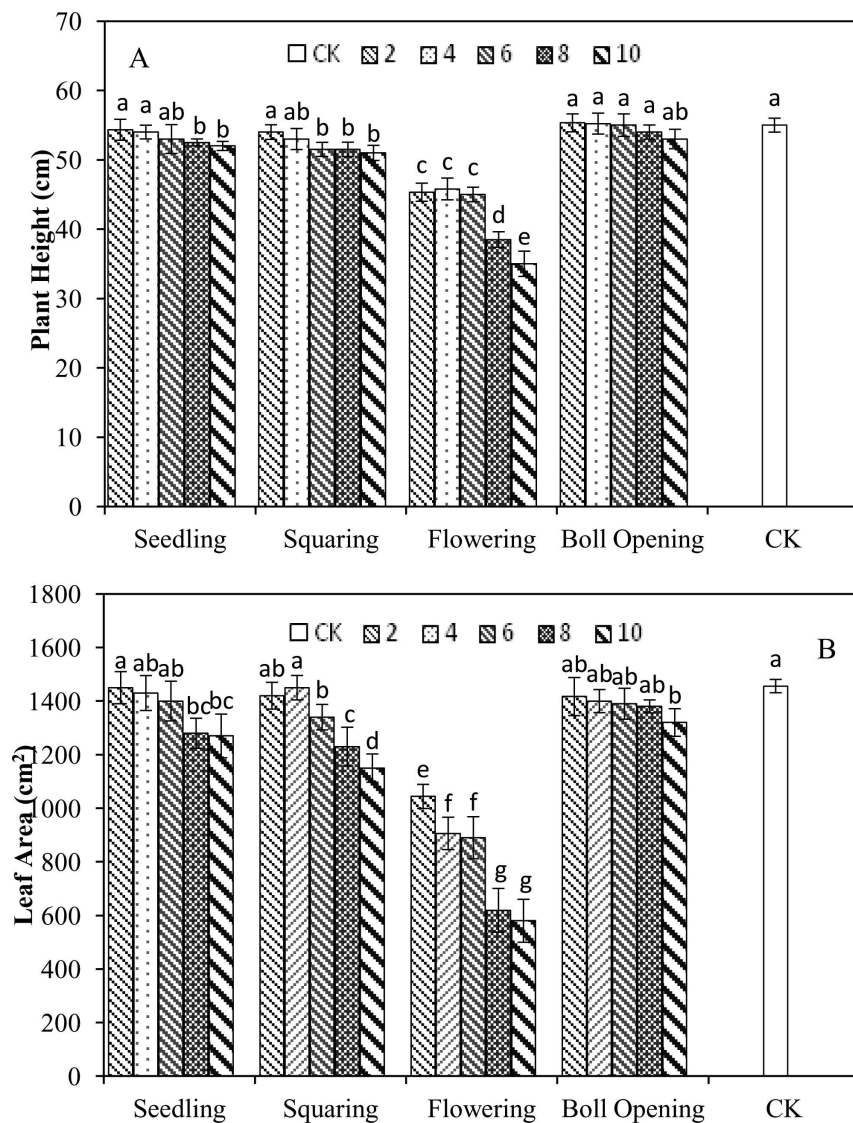 70
A
CK 2 4 6 8 10
60
a a ab b b a ab b b b c c c d e a a a a ab a
50
40
30
20
10
0
Plant Height (cm)
Seedling Squaring Flowering Boll Opening CK
1800
CK 2 4 6 8 10
B
1600
a ab ab bc bc ab a b c d e f f g g ab ab ab ab b a
1400
1200
1000
800
600
400
200
0
Leaf Area (cm²)
Seedling Squaring Flowering Boll Opening CK